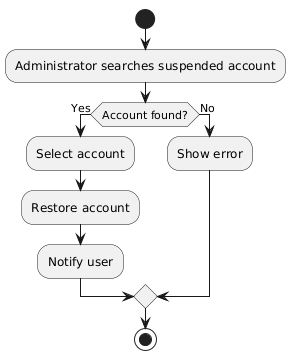 Administrator searches suspended account
Account found?
Yes
No
Select account
Show error
Restore account
Notify user